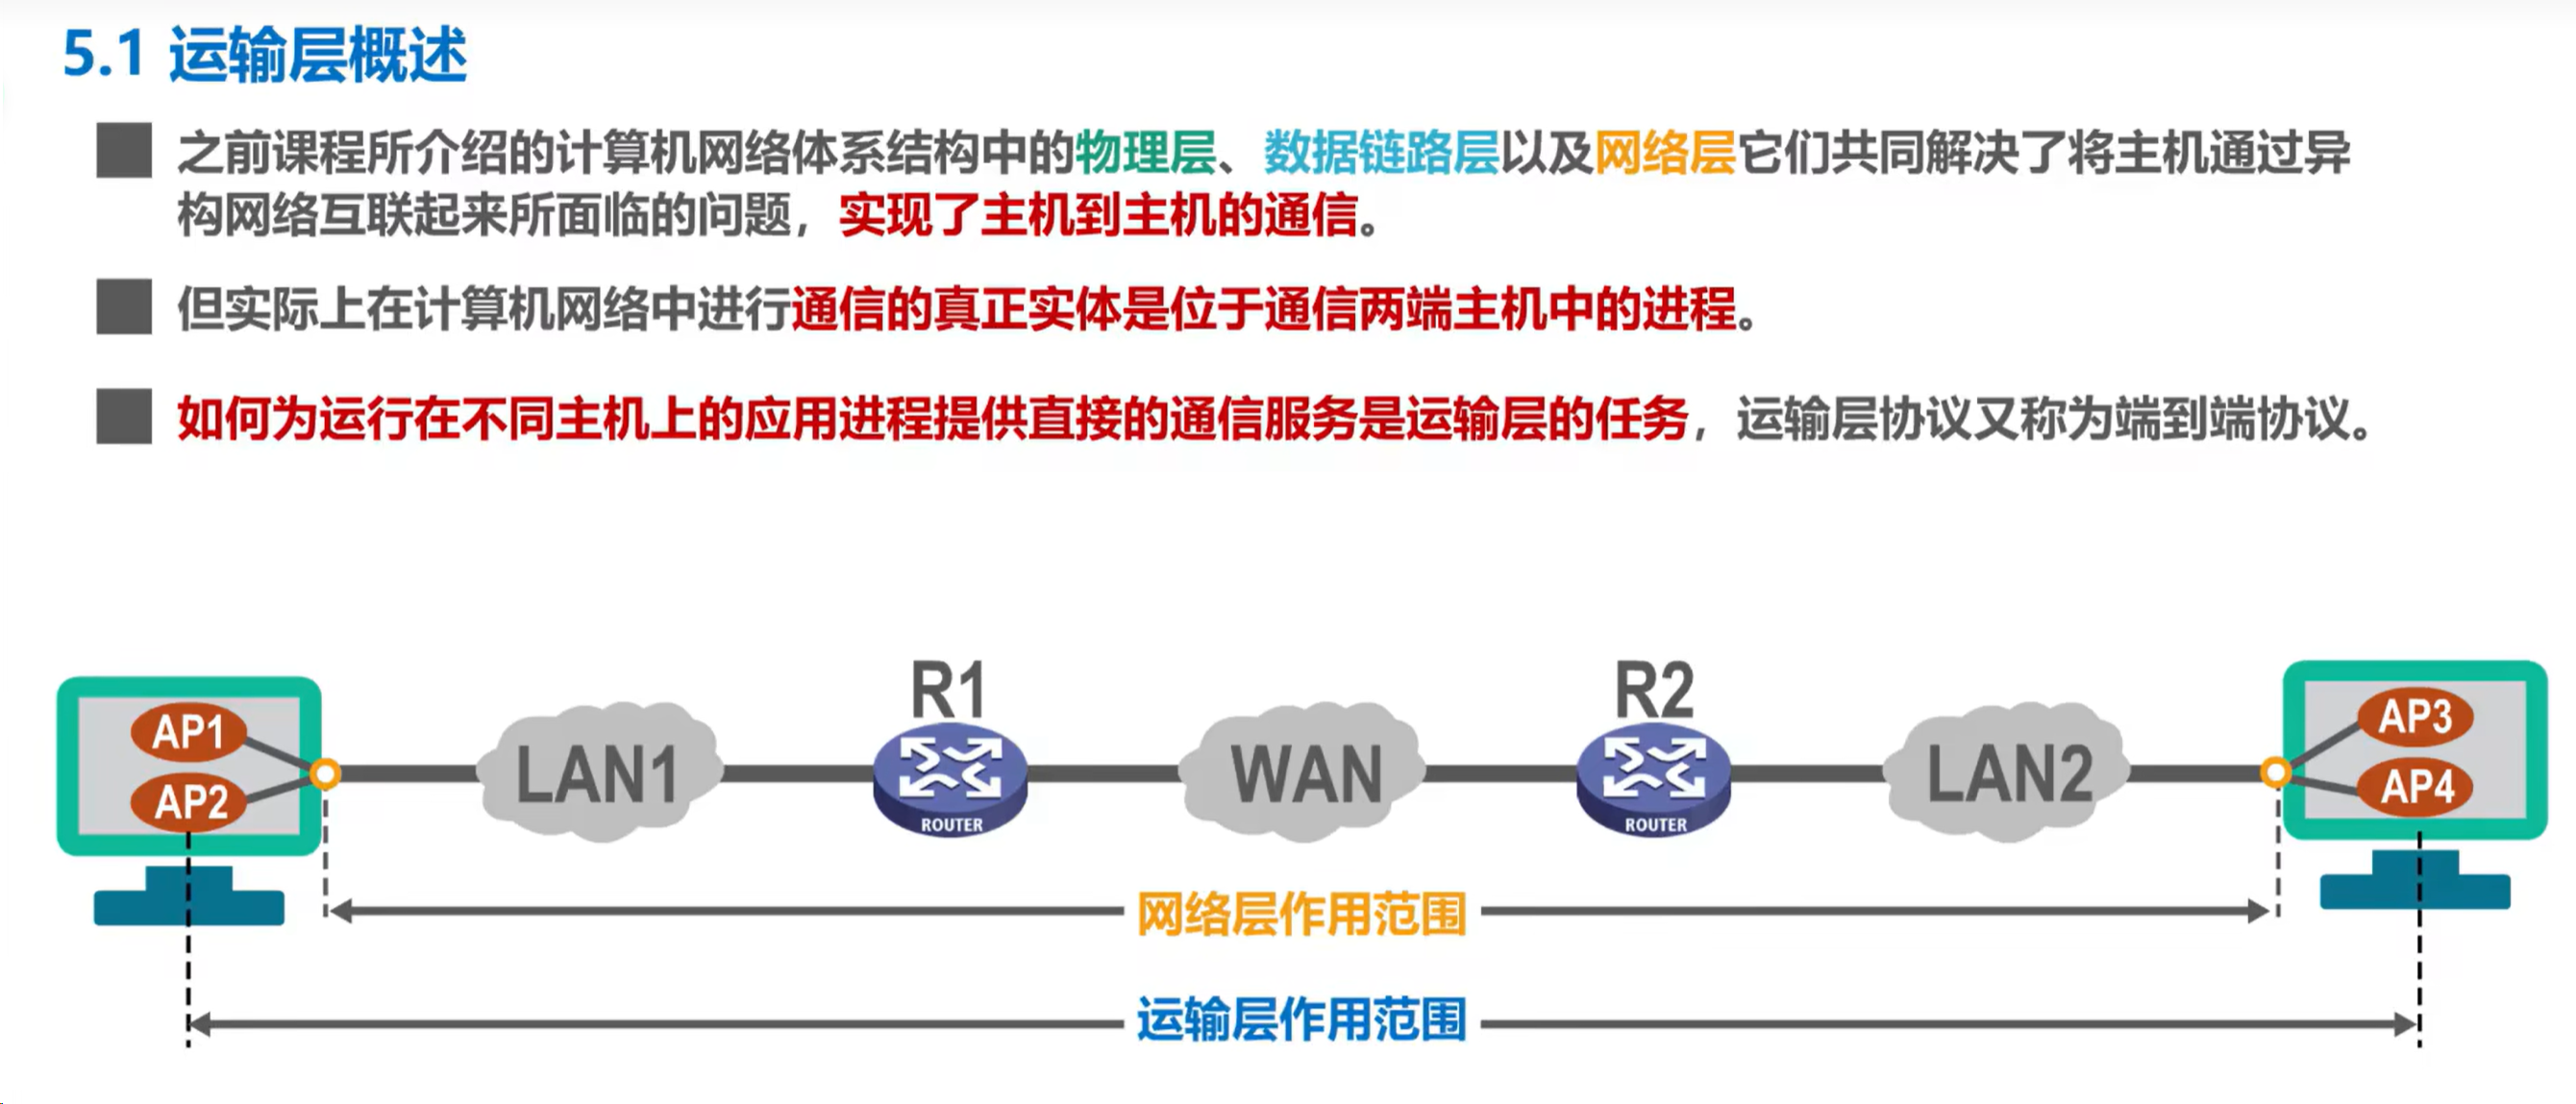 5.1 运输层概述
之前课程所介绍的计算机网络体系结构中的物理层、数据链路层以及网络层它们共同解决了将主机通过异
构网络互联起来所面临的问题，实现了主机到主机的通信。
但实际上在计算机网络中进行通信的真正实体是位于通信两端主机中的进程。
如何为运行在不同主机上的应用进程提供直接的通信服务是运输层的任务，运输层协议又称为端到端协议。
R1
R2
AP1
AP2
LAN1
ROUTER
WAN
ROUTER
LAN2
AP3
AP4
网络层作用范围
运输层作用范围